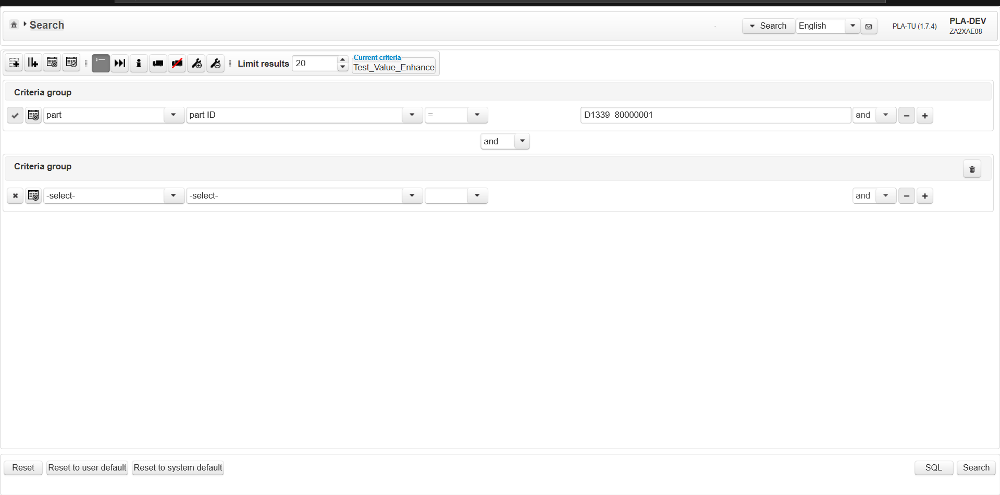 Search
Search
English
PLA-TU (1.7.4)
PLA-DEV
ZA2XAE08
Limit results
20
Current criteria
Test_Value_Enhance
Criteria group
part
part ID
=
D1339  80000001
and
and
Criteria group
-select-
-select-
and
Reset
Reset to user default
Reset to system default
SQL
Search